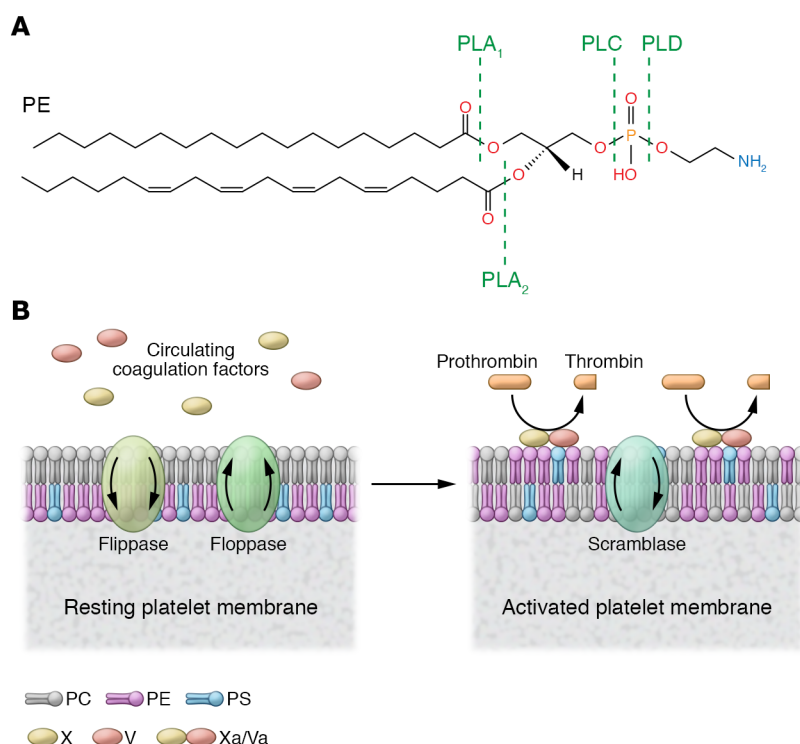 A
PLA1
PLC
PLD
PE
O
O
P
O
O
O
O
H
HO
NH2
O
PLA2
B
Circulating
coagulation factors
Prothrombin
Thrombin
Flippase
Floppase
Scramblase
Resting platelet membrane
Activated platelet membrane
PC
PE
PS
X
V
Xa/Va